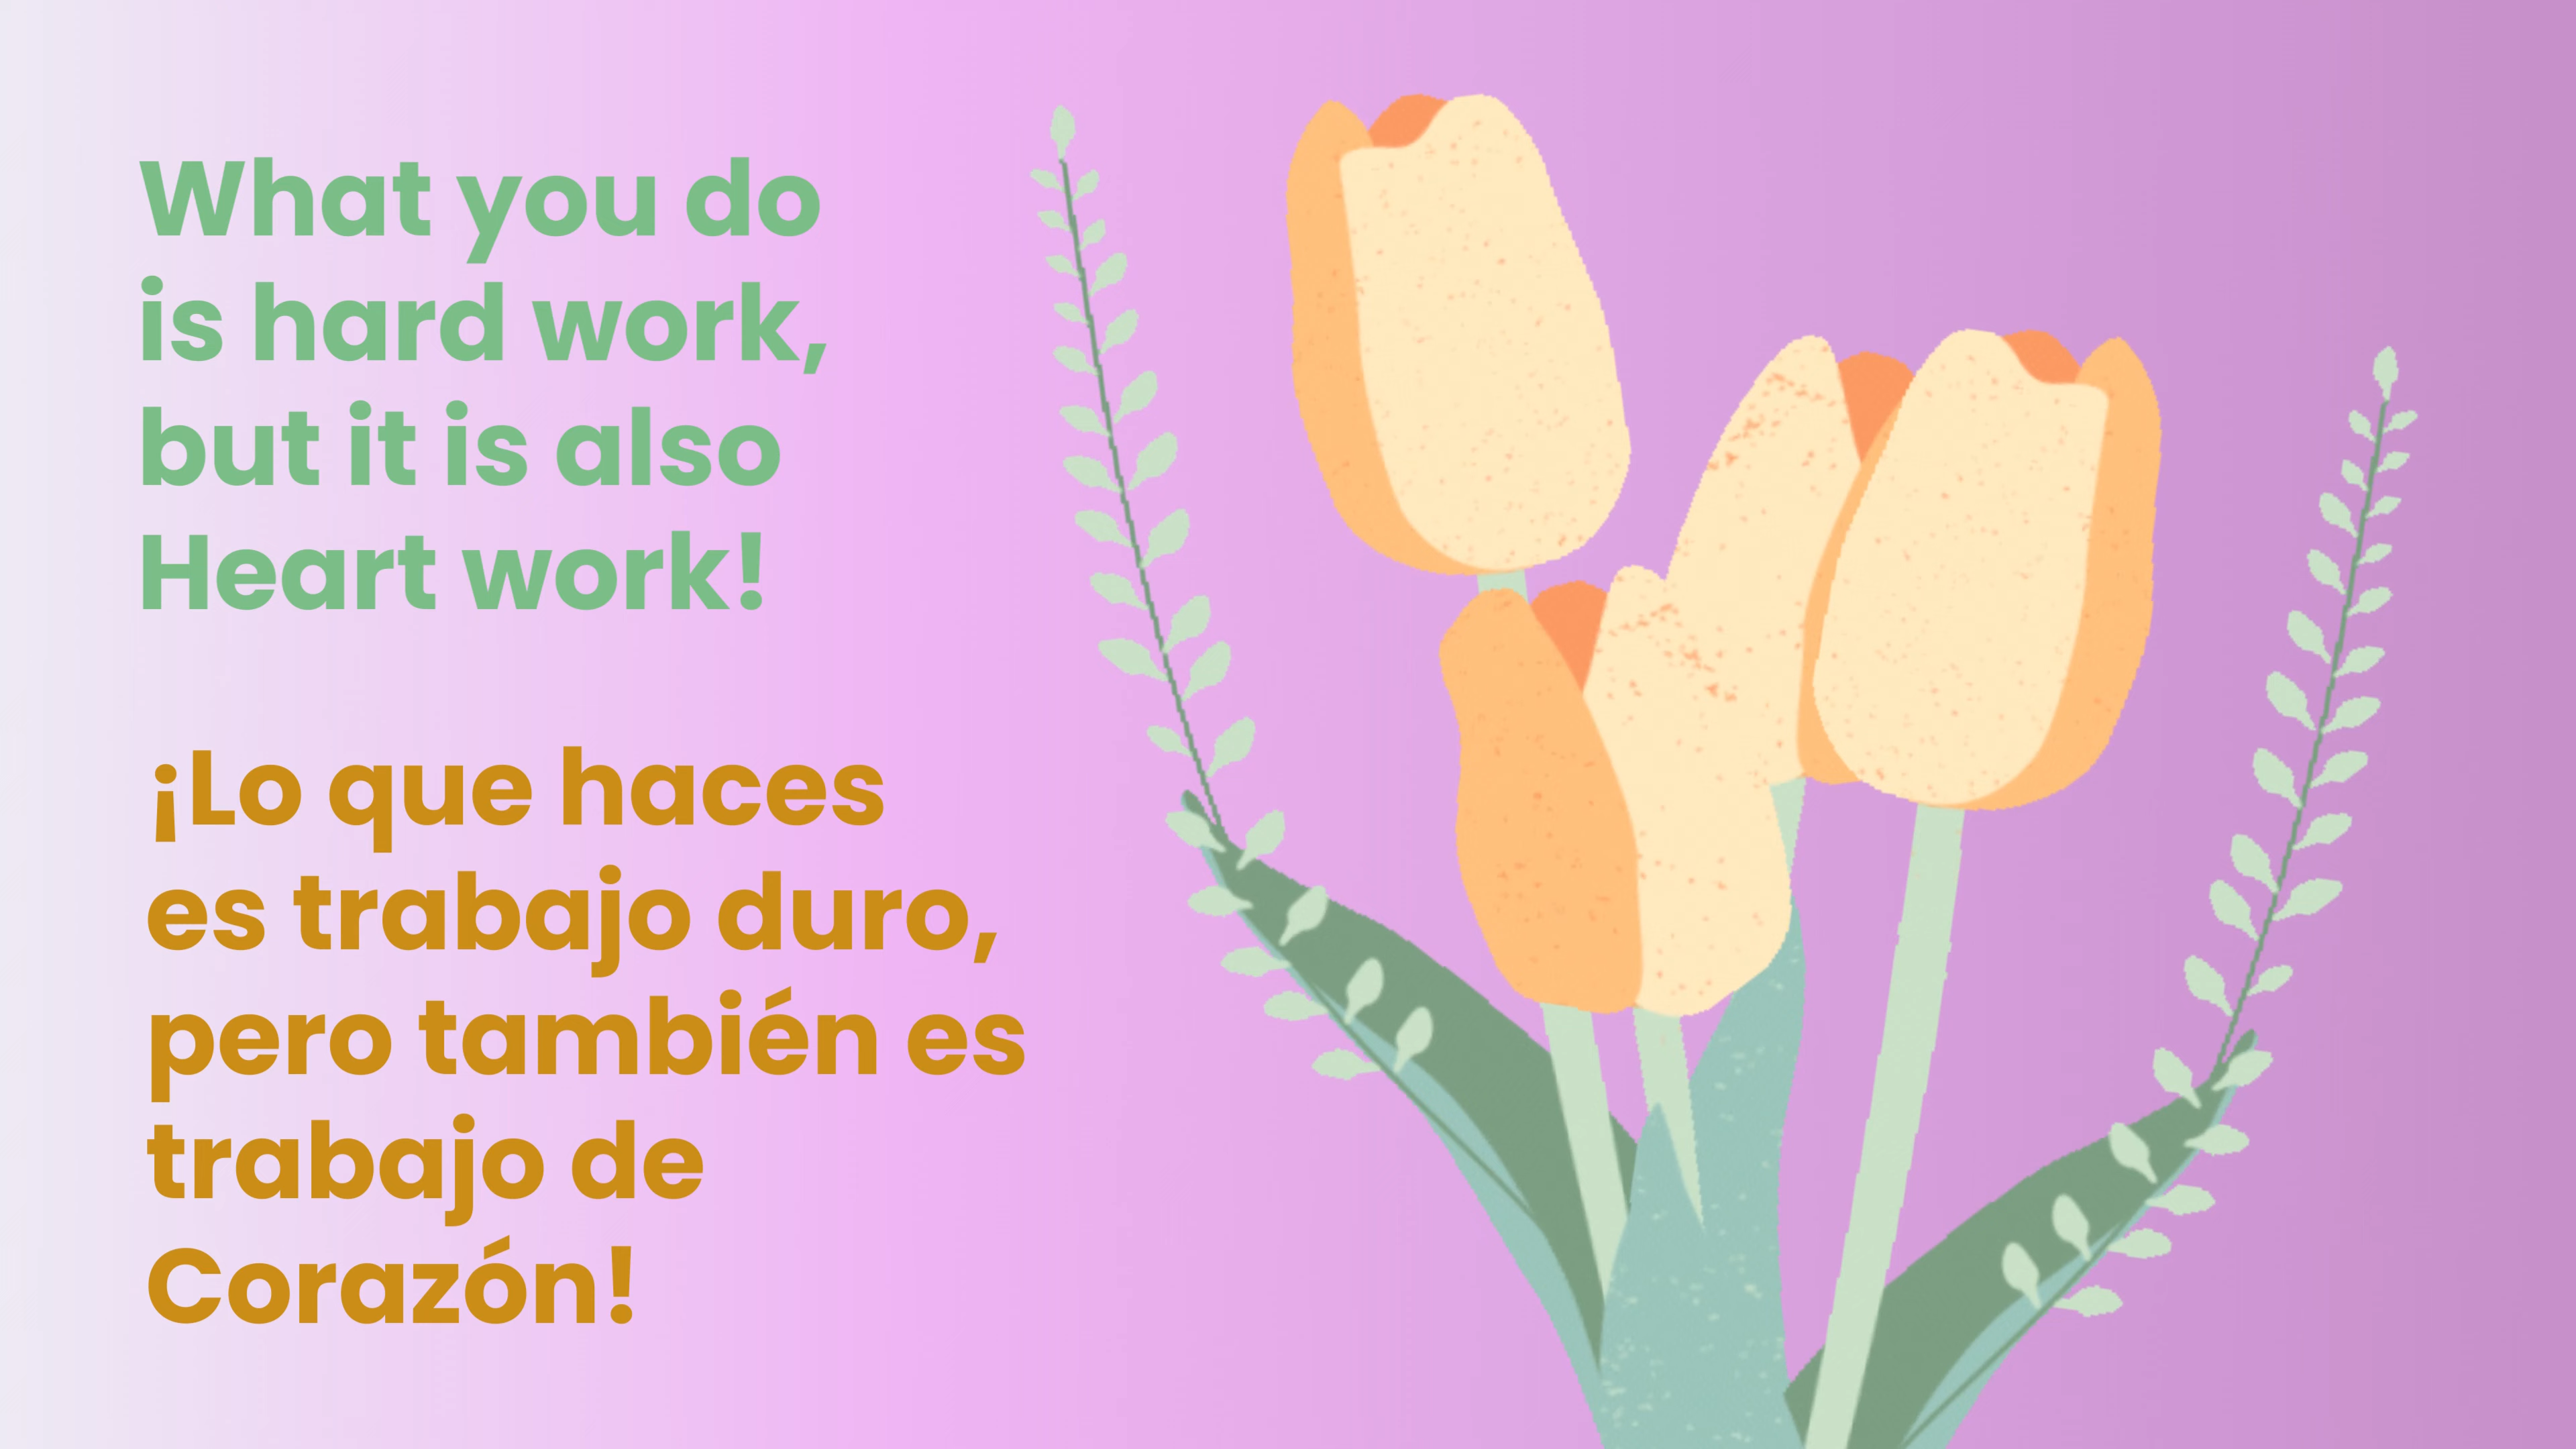 What you do
is hard work,
but it is also
Heart work!
¡Lo que haces
es trabajo duro,
pero también es
trabajo de
Corazón!